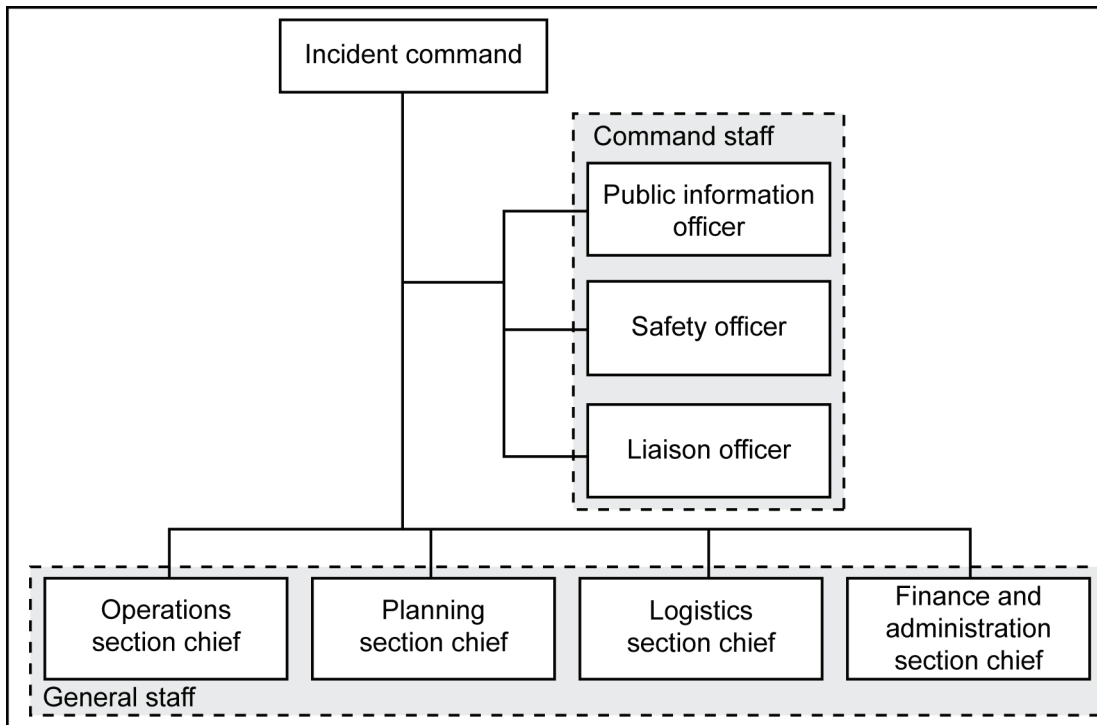 Incident command
Command staff
Public information
officer
Safety officer
Liaison officer
Operations
section chief
Planning
section chief
Logistics
section chief
Finance and
administration
section chief
General staff